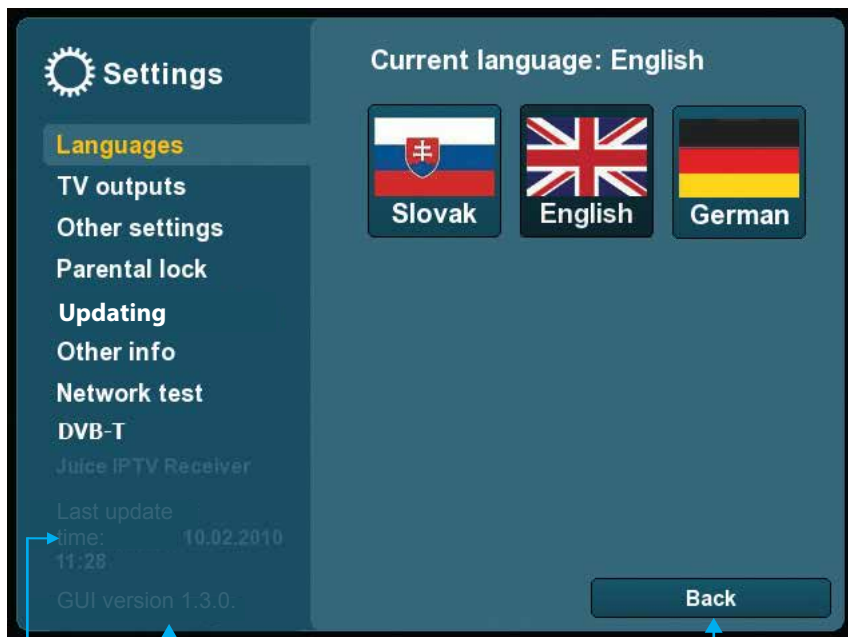 Settings
Languages
TV outputs
Other settings
Parental lock
Updating
Other info
Network test
DVB-T
Juice IPTV Receiver
Last update
time: 10.02.2010
11:28
GUI version 1.3.0.
Current language: English
Slovak English German
Back